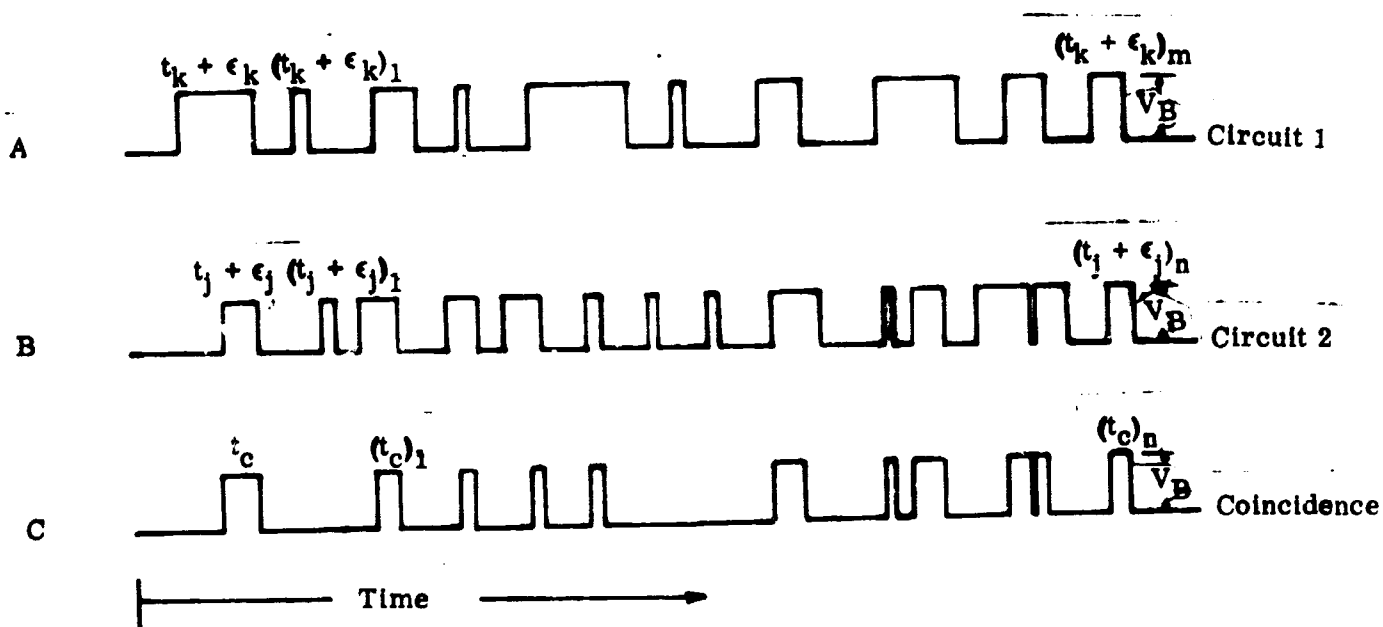 t_k + ϵ_k (t_k + ϵ_k)_1 (t_k + ϵ_k)_m
V_B
A Circuit 1
t_j + ϵ_j (t_j + ϵ_j)_1 (t_j + ϵ_j)_n
V_B
B Circuit 2
t_c (t_c)_1 (t_c)_n
V_B
C Coincidence
Time